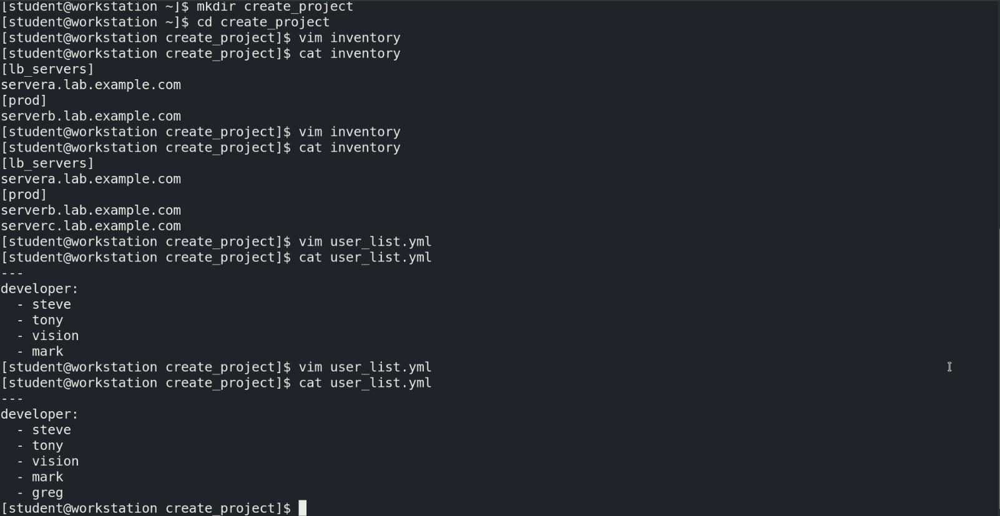 [student@workstation ~]$ mkdir create_project
[student@workstation ~]$ cd create_project
[student@workstation create_project]$ vim inventory
[student@workstation create_project]$ cat inventory
[lb_servers]
servera.lab.example.com
[prod]
serverb.lab.example.com
[student@workstation create_project]$ vim inventory
[student@workstation create_project]$ cat inventory
[lb_servers]
servera.lab.example.com
[prod]
serverb.lab.example.com
serverc.lab.example.com
[student@workstation create_project]$ vim user_list.yml
[student@workstation create_project]$ cat user_list.yml
---
developer:
  - steve
  - tony
  - vision
  - mark
[student@workstation create_project]$ vim user_list.yml
[student@workstation create_project]$ cat user_list.yml
---
developer:
  - steve
  - tony
  - vision
  - mark
  - greg
[student@workstation create_project]$